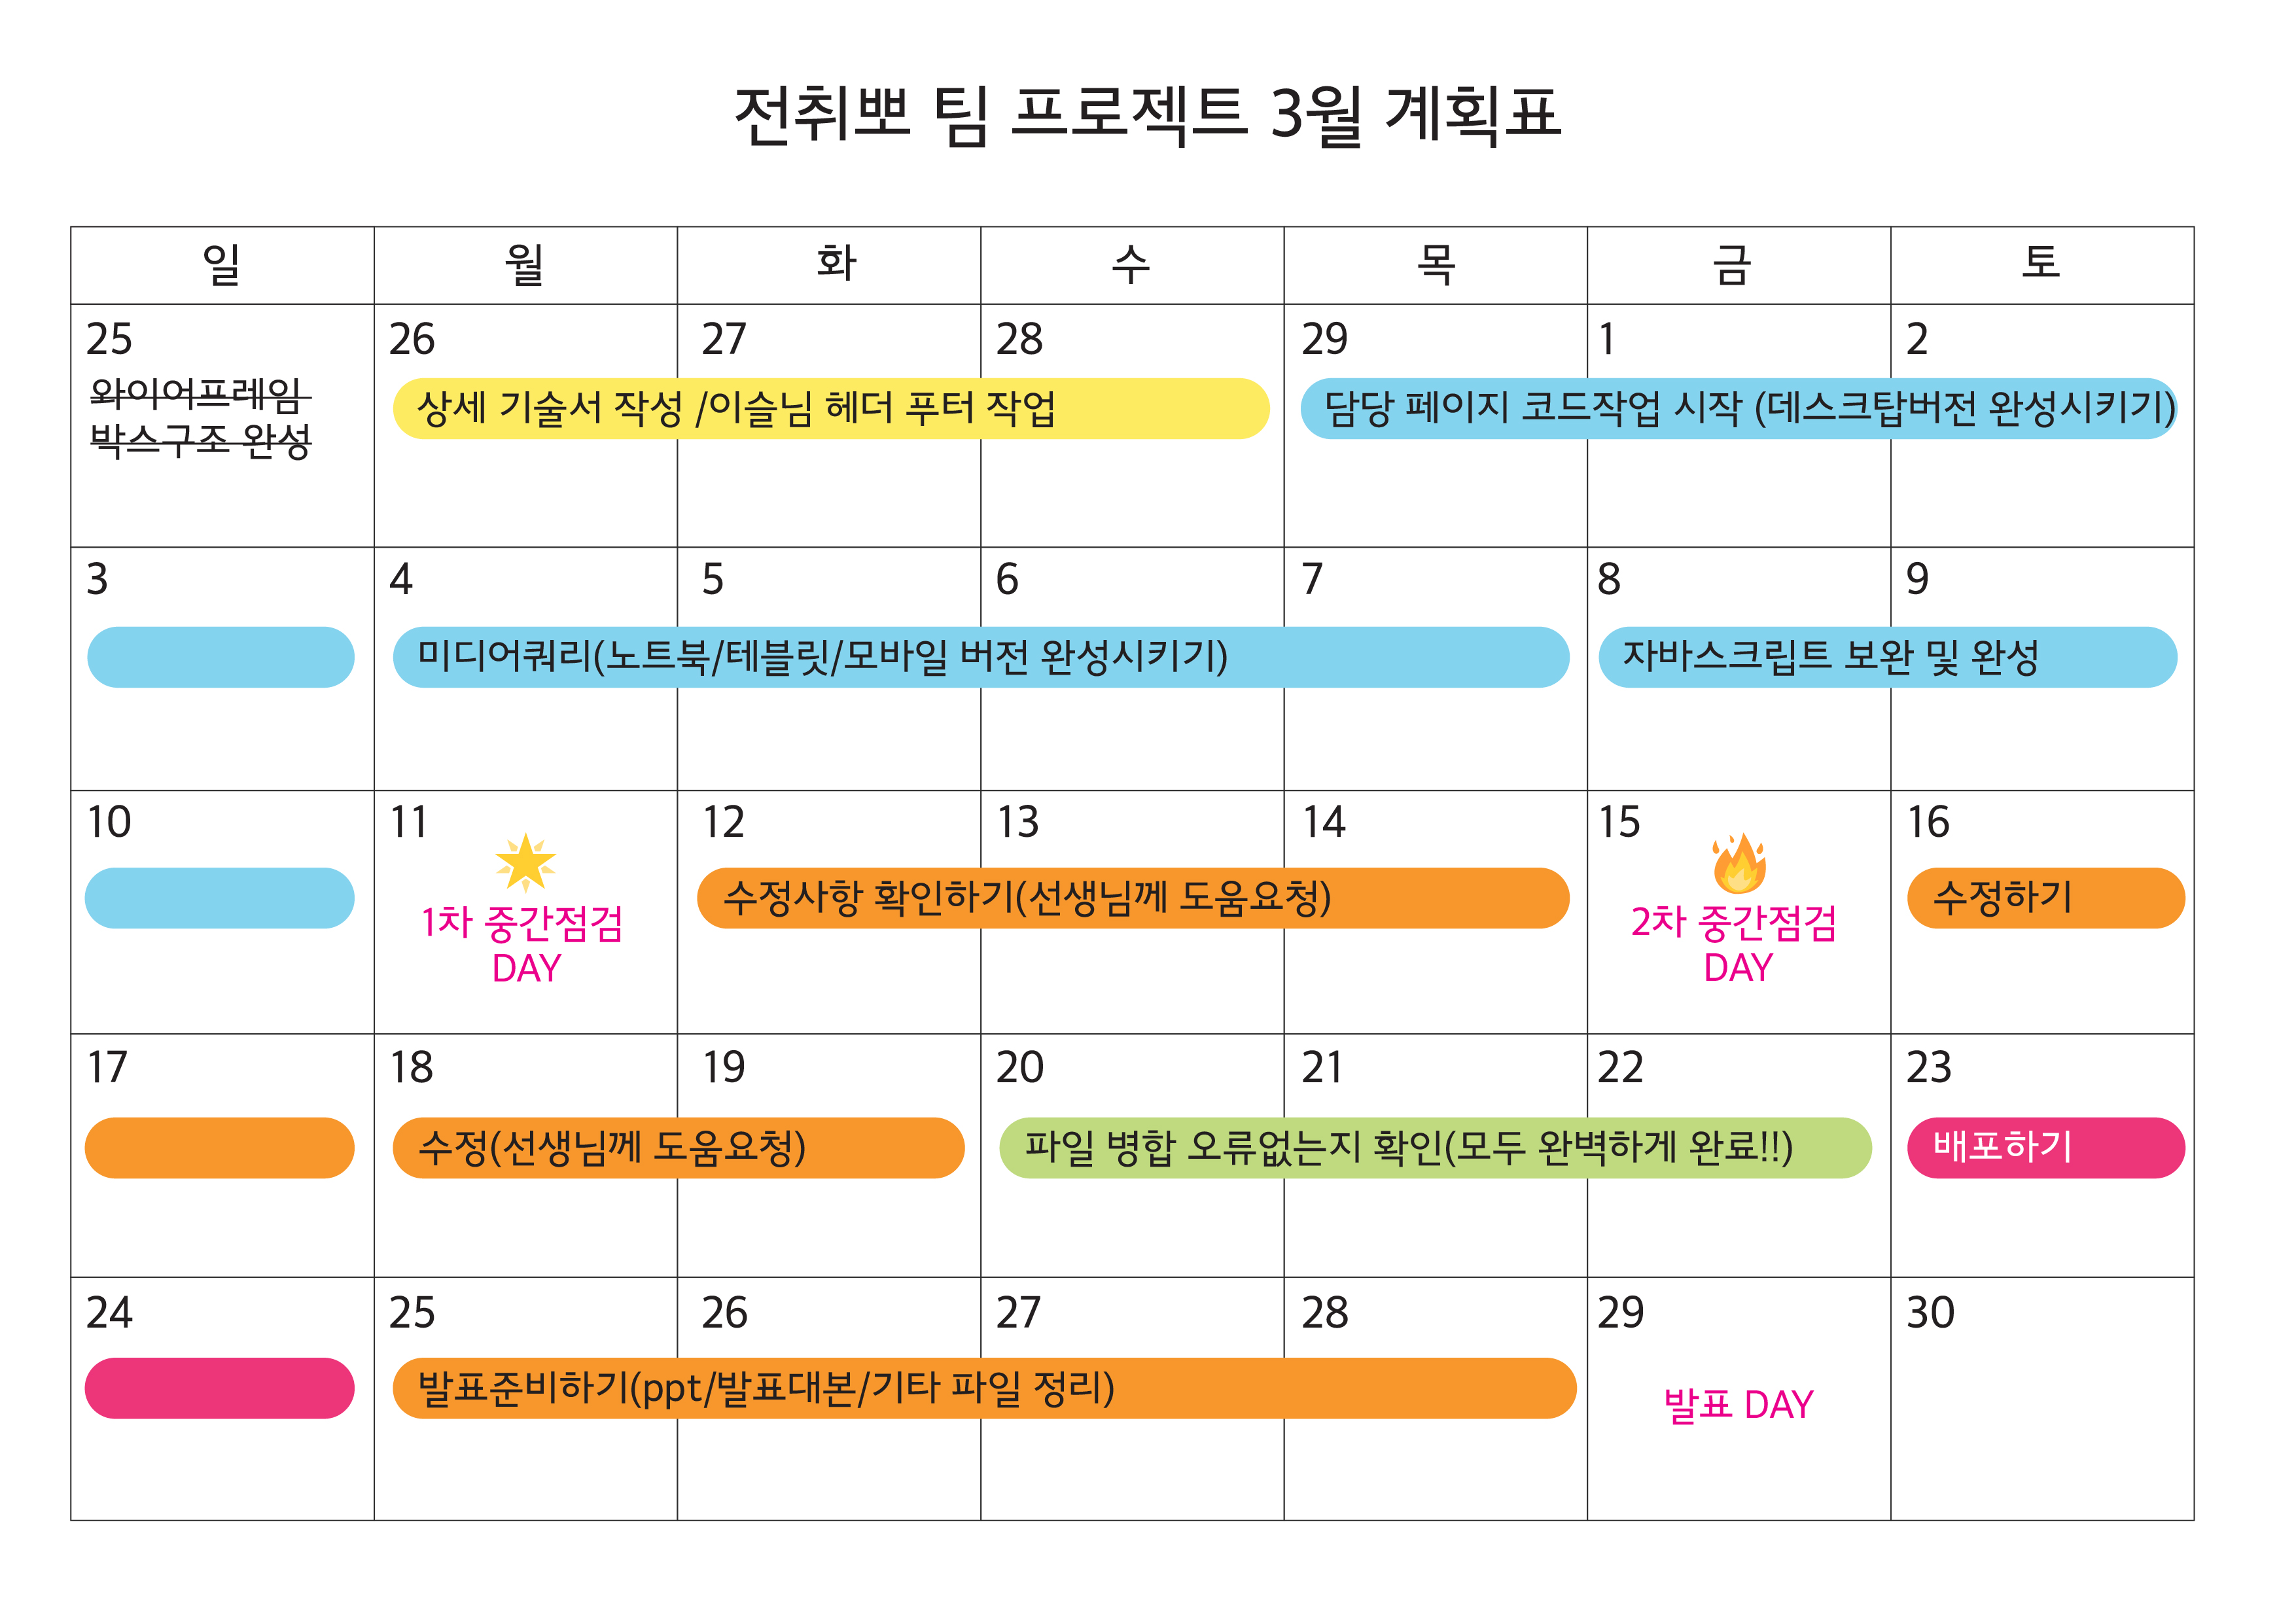 전취뽀 팀 프로젝트 3월 계획표
일 월 화 수 목 금 토
25 26 27 28 29 1 2
와이어프레임
박스구조 완성
상세 기술서 작성 /이슬님 헤더 푸터 작업
담당 페이지 코드작업 시작 (데스크탑버전 완성시키기)
3 4 5 6 7 8 9
미디어쿼리(노트북/테블릿/모바일 버전 완성시키기)
자바스크립트 보완 및 완성
10 11 12 13 14 15 16
1차 중간점검
DAY
수정사항 확인하기(선생님께 도움요청)
2차 중간점검
DAY
수정하기
17 18 19 20 21 22 23
수정(선생님께 도움요청)
파일 병합 오류없는지 확인(모두 완벽하게 완료!!)
배포하기
24 25 26 27 28 29 30
발표준비하기(ppt/발표대본/기타 파일 정리)
발표 DAY